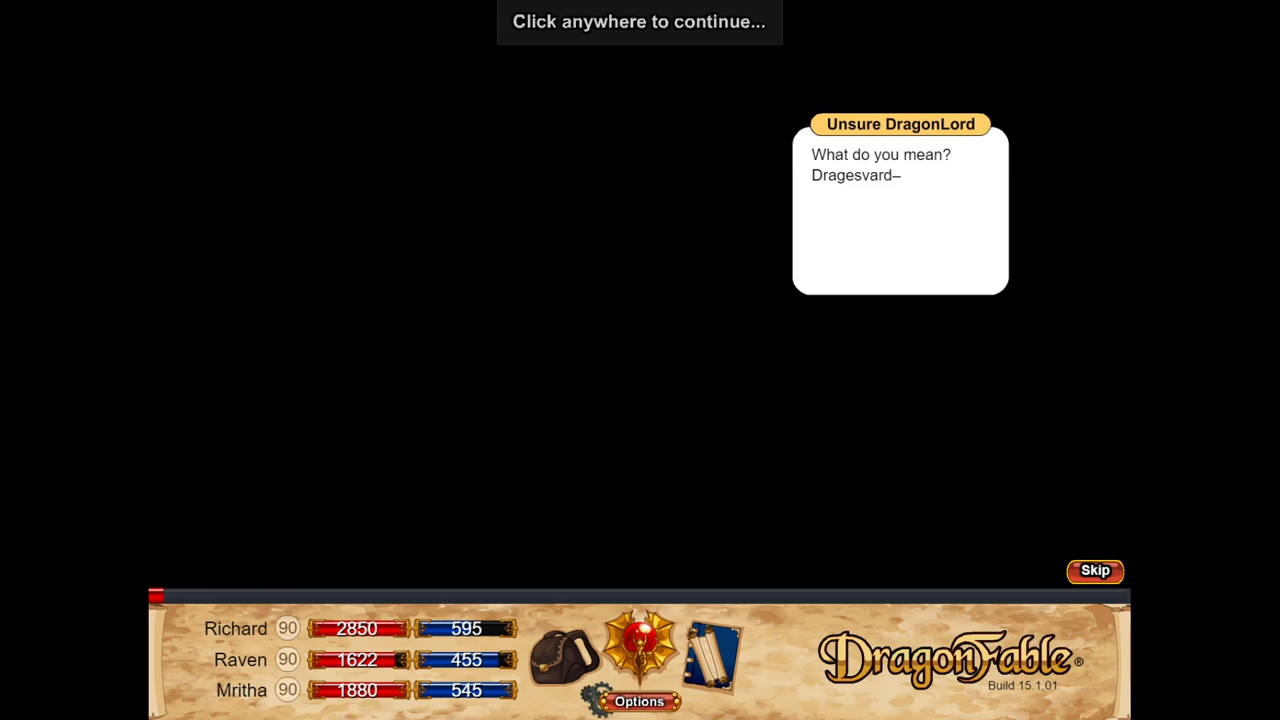 Click anywhere to continue...
Unsure DragonLord
What do you mean?
Dragesvard–
Skip
Richard 90 2850 595
Raven 90 1622 455
Mritha 90 1880 545
Options
DragonFable®
Build 15.1.01